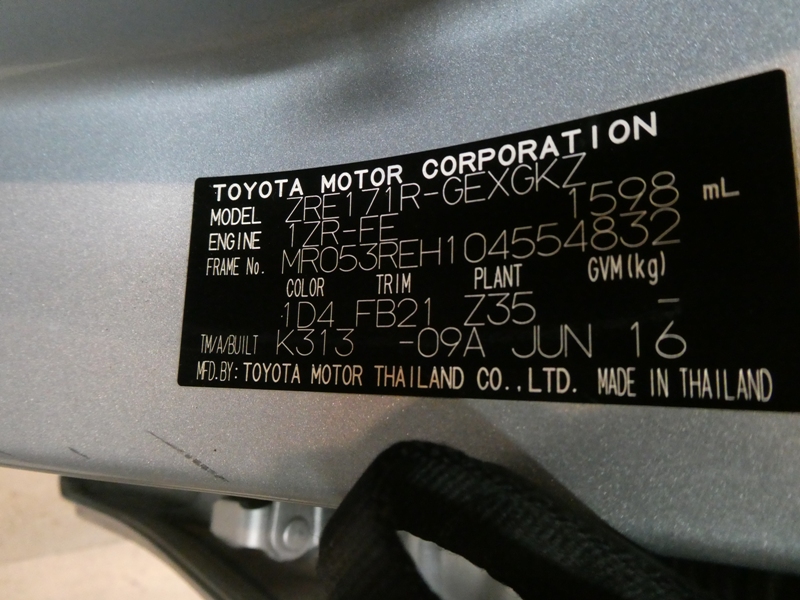 TOYOTA MOTOR CORPORATION
MODEL ZRE171R-GEXGKZ
ENGINE 1ZR-FE 1598 mL
FRAME No. MR053REH104554832
COLOR TRIM PLANT GVM(kg)
1D4 FB21 Z35 -
TM/A/BUILT K313 -09A JUN 16
MFD.BY: TOYOTA MOTOR THAILAND CO.,LTD. MADE IN THAILAND